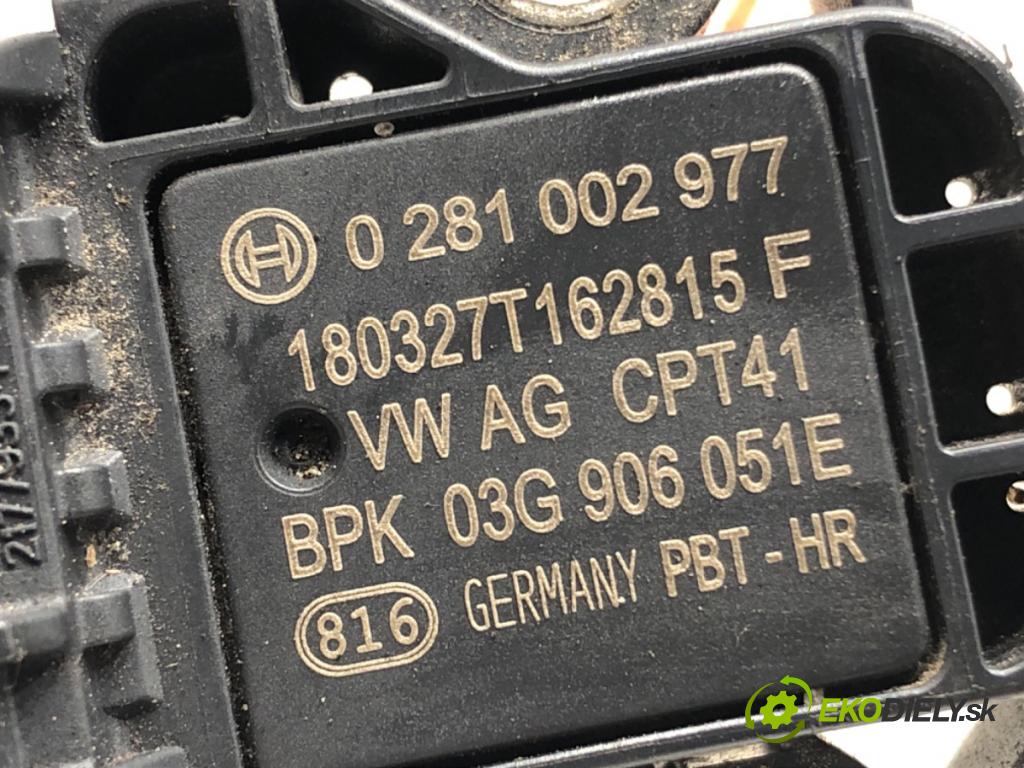 0 281 002 977
180327T162815 F
VW AG CPT41
BPK 03G 906 051E
816 GERMANY PBT - HR
EKODIELY.sk